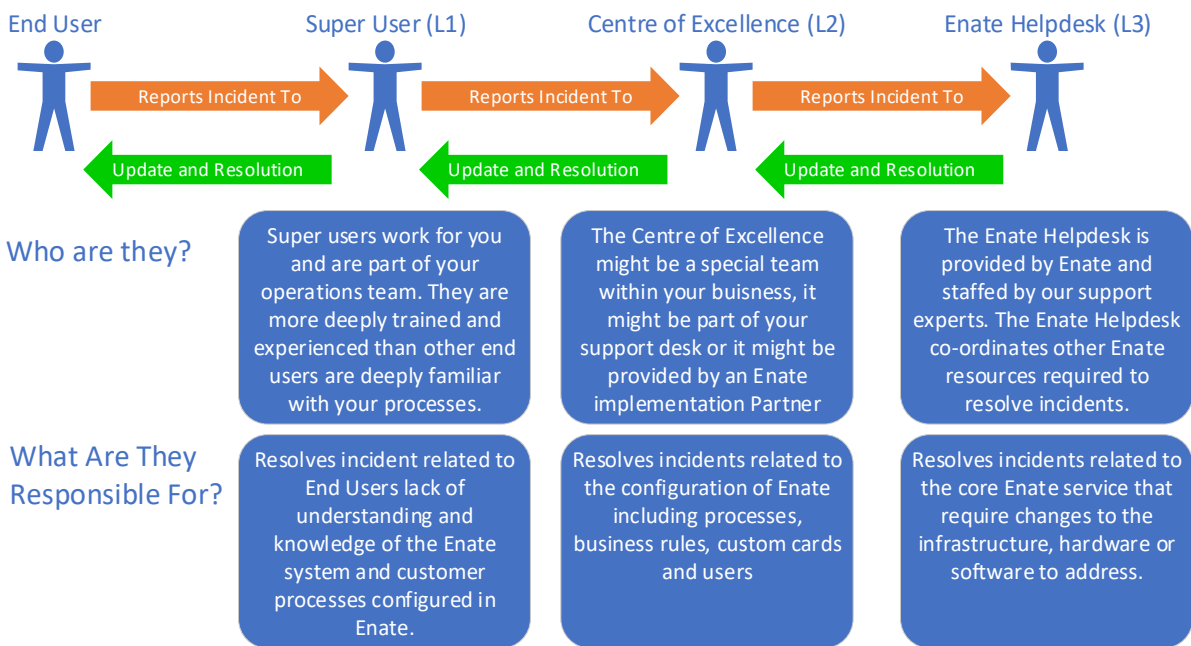 End User
Super User (L1)
Centre of Excellence (L2)
Enate Helpdesk (L3)
Reports Incident To
Reports Incident To
Reports Incident To
Update and Resolution
Update and Resolution
Update and Resolution
Who are they?
Super users work for you
and are part of your
operations team. They are
more deeply trained and
experienced than other end
users are deeply familiar
with your processes.
The Centre of Excellence
might be a special team
within your buisness, it
might be part of your
support desk or it might be
provided by an Enate
implementation Partner
The Enate Helpdesk is
provided by Enate and
staffed by our support
experts. The Enate Helpdesk
co-ordinates other Enate
resources required to
resolve incidents.
What Are They
Responsible For?
Resolves incident related to
End Users lack of
understanding and
knowledge of the Enate
system and customer
processes configured in
Enate.
Resolves incidents related to
the configuration of Enate
including processes,
business rules, custom cards
and users
Resolves incidents related to
the core Enate service that
require changes to the
infrastructure, hardware or
software to address.